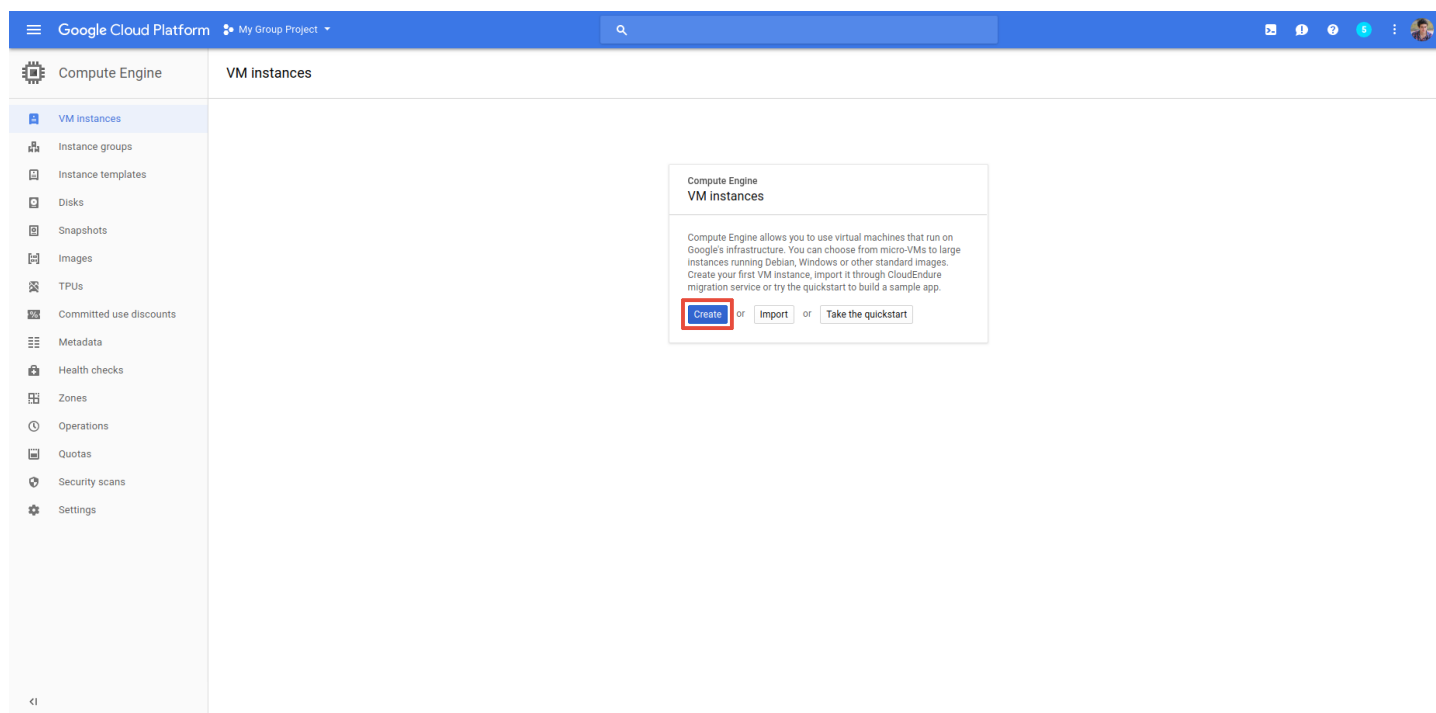 Google Cloud Platform My Group Project 5
Compute Engine
VM instances
VM instances
Instance groups
Instance templates
Disks
Snapshots
Images
TPUs
Committed use discounts
Metadata
Health checks
Zones
Operations
Quotas
Security scans
Settings
Compute Engine
VM instances
Compute Engine allows you to use virtual machines that run on
Google's infrastructure. You can choose from micro-VMs to large
instances running Debian, Windows or other standard images.
Create your first VM instance, import it through CloudEndure
migration service or try the quickstart to build a sample app.
Create or Import or Take the quickstart